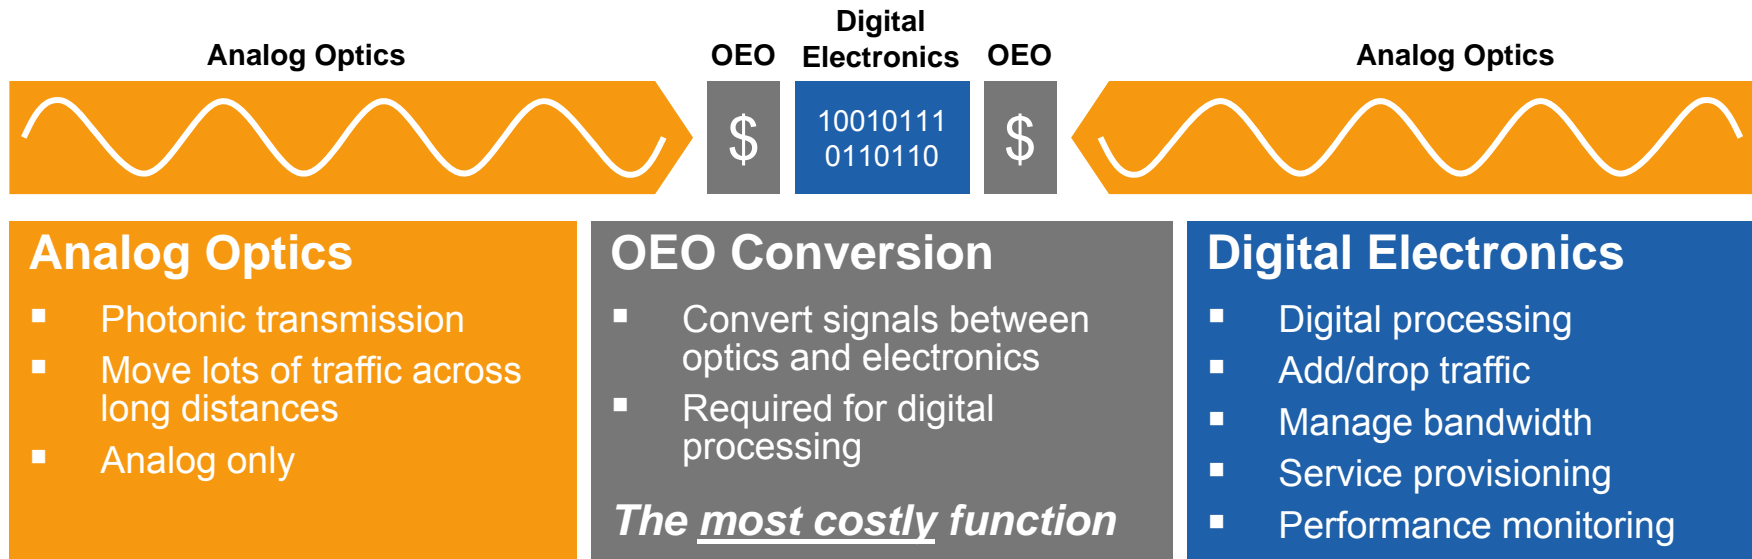 Analog Optics
OEO
Digital
Electronics
OEO
Analog Optics
$
10010111
0110110
$
Analog Optics
▪ Photonic transmission
▪ Move lots of traffic across
long distances
▪ Analog only
OEO Conversion
▪ Convert signals between
optics and electronics
▪ Required for digital
processing
The most costly function
Digital Electronics
▪ Digital processing
▪ Add/drop traffic
▪ Manage bandwidth
▪ Service provisioning
▪ Performance monitoring